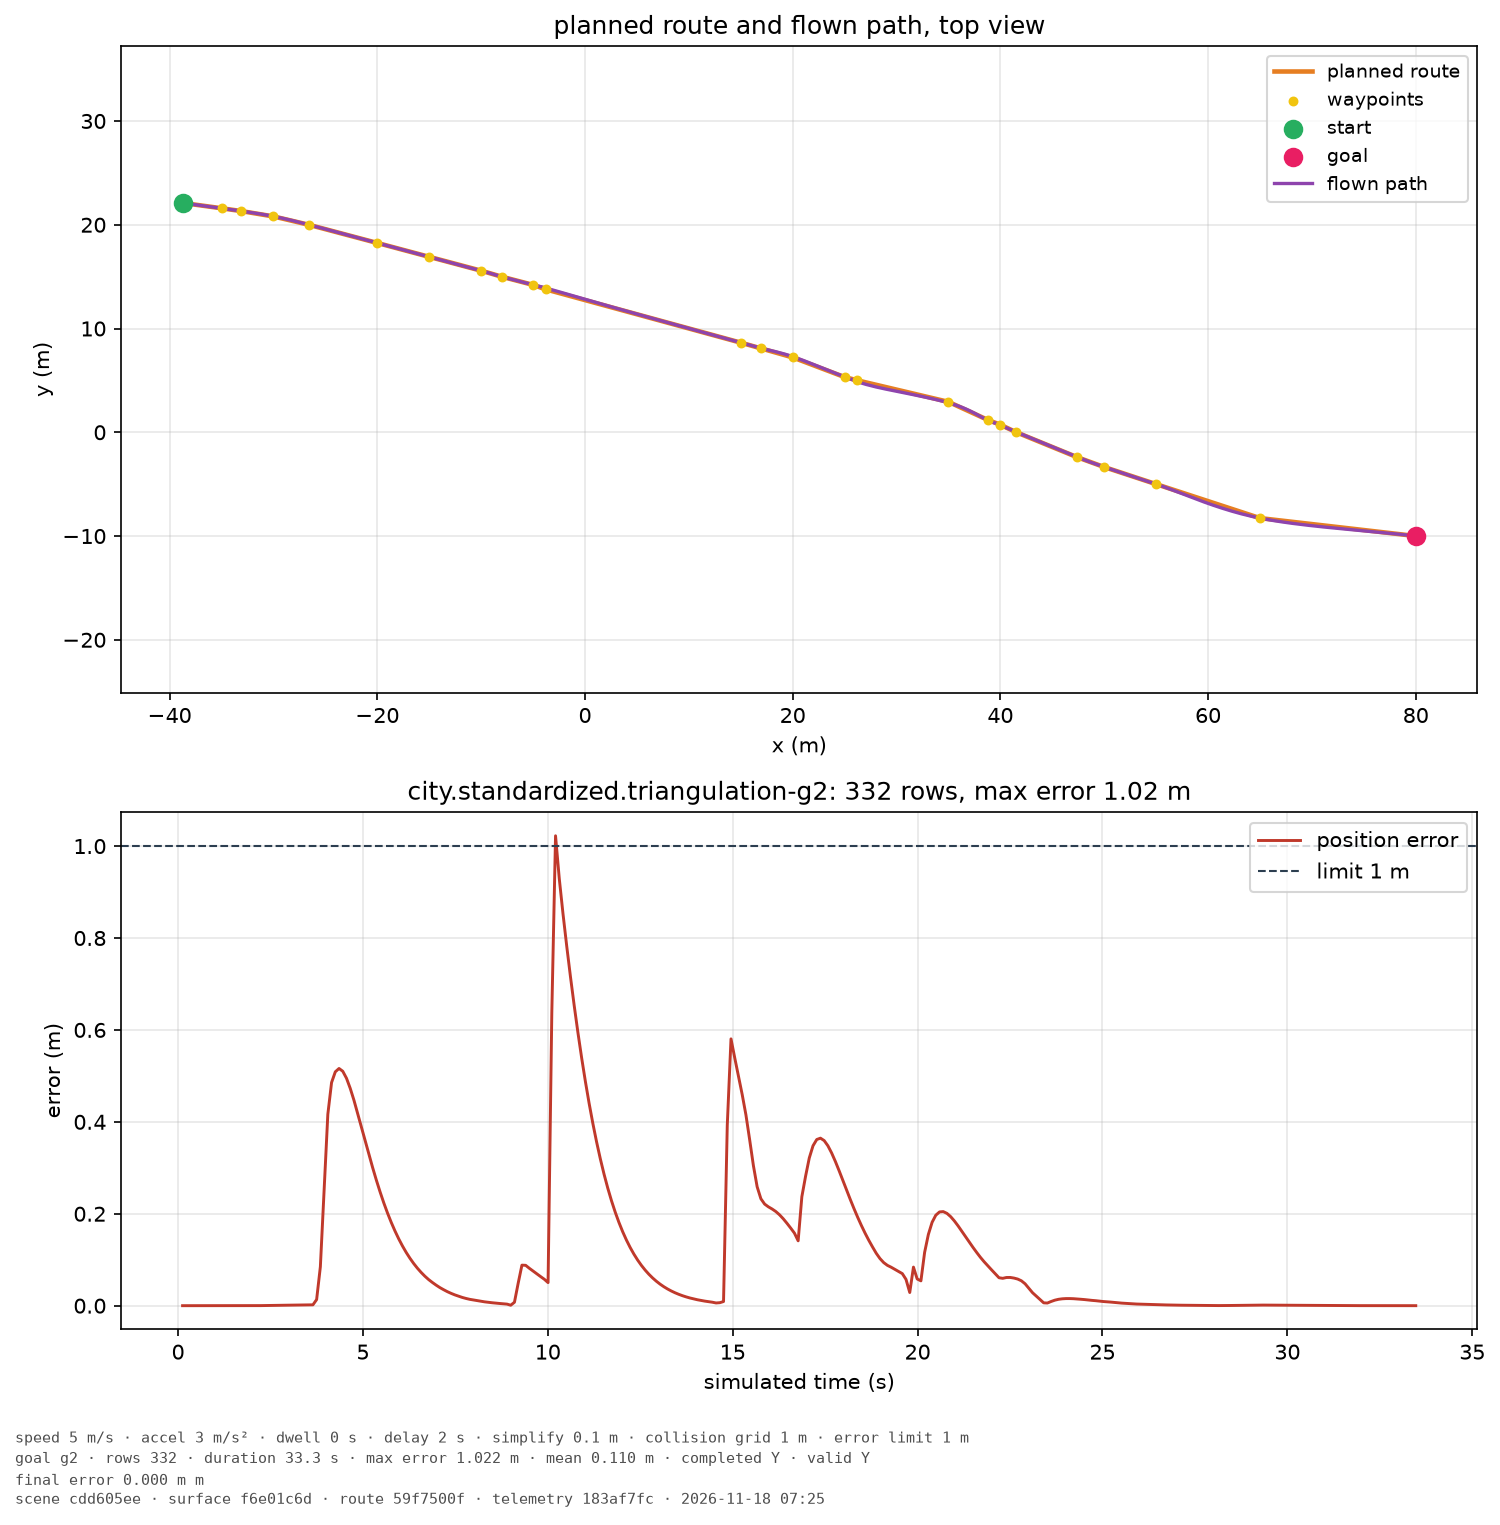 planned route and flown path, top view
planned route
waypoints
start
goal
flown path
30
20
10
0
−10
−20
y (m)
−40
−20
0
20
40
60
80
x (m)
city.standardized.triangulation-g2: 332 rows, max error 1.02 m
position error
limit 1 m
1.0
0.8
0.6
0.4
0.2
0.0
error (m)
0
5
10
15
20
25
30
35
simulated time (s)
speed 5 m/s · accel 3 m/s² · dwell 0 s · delay 2 s · simplify 0.1 m · collision grid 1 m · error limit 1 m
goal g2 · rows 332 · duration 33.3 s · max error 1.022 m · mean 0.110 m · completed Y · valid Y
final error 0.000 m m
scene cdd605ee · surface f6e01c6d · route 59f7500f · telemetry 183af7fc · 2026-11-18 07:25